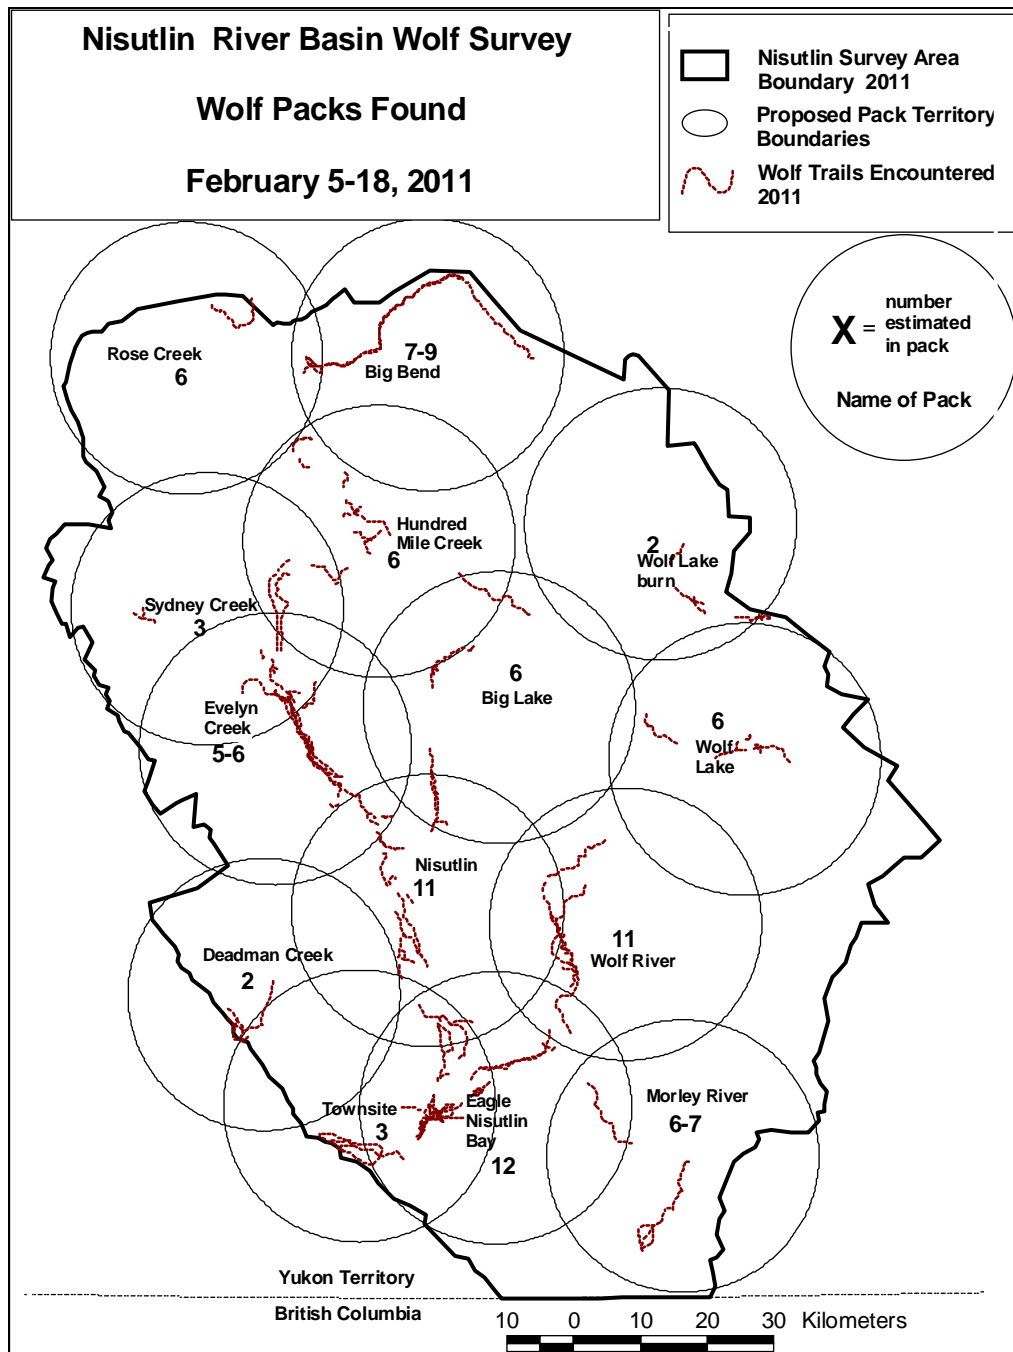 Nisutlin River Basin Wolf Survey
Wolf Packs Found
February 5-18, 2011
Nisutlin Survey Area
Boundary 2011
Proposed Pack Territory
Boundaries
Wolf Trails Encountered
2011
X = number
estimated
in pack
Name of Pack
Rose Creek
6
7-9
Big Bend
Hundred
Mile Creek
6
2
Wolf Lake
burn
Sydney Creek
3
6
Big Lake
Evelyn
Creek
5-6
6
Wolf
Lake
Nisutlin
11
11
Wolf River
Deadman Creek
2
Townsite
3
Eagle
Nisutlin
Bay
12
Morley River
6-7
Yukon Territory
British Columbia
10 0 10 20 30 Kilometers